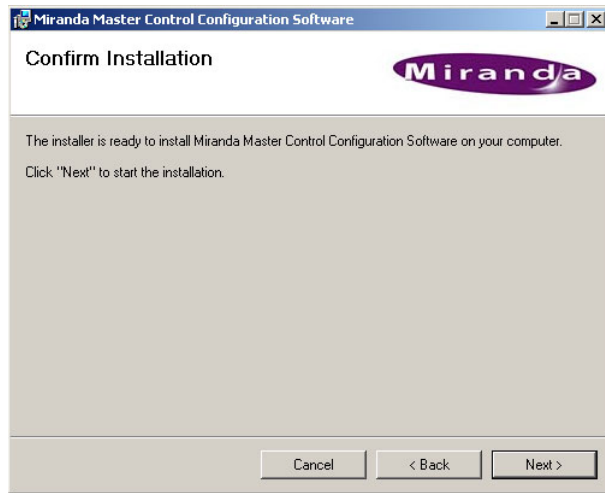 Miranda Master Control Configuration Software
Confirm Installation
Miranda
The installer is ready to install Miranda Master Control Configuration Software on your computer.
Click "Next" to start the installation.
Cancel
< Back
Next >